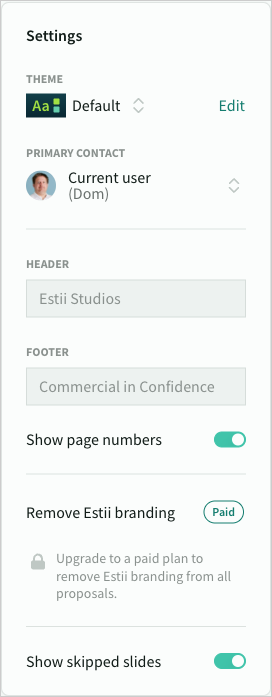 Settings
THEME
Aa Default Edit
PRIMARY CONTACT
Current user
(Dom)
HEADER
Estii Studios
FOOTER
Commercial in Confidence
Show page numbers
Remove Estii branding Paid
Upgrade to a paid plan to
remove Estii branding from all
proposals.
Show skipped slides